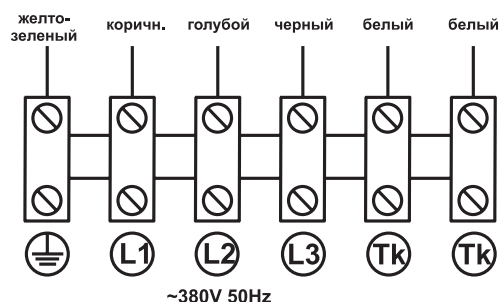 желто-
зеленый
коричн.
голубой
черный
белый
белый
L1
L2
L3
Tk
Tk
~380V 50Hz